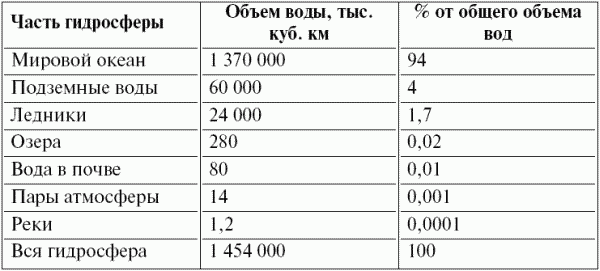 Часть гидросферы Объем воды, тыс. куб. км % от общего объема вод
Мировой океан 1 370 000 94
Подземные воды 60 000 4
Ледники 24 000 1,7
Озера 280 0,02
Вода в почве 80 0,01
Пары атмосферы 14 0,001
Реки 1,2 0,0001
Вся гидросфера 1 454 000 100